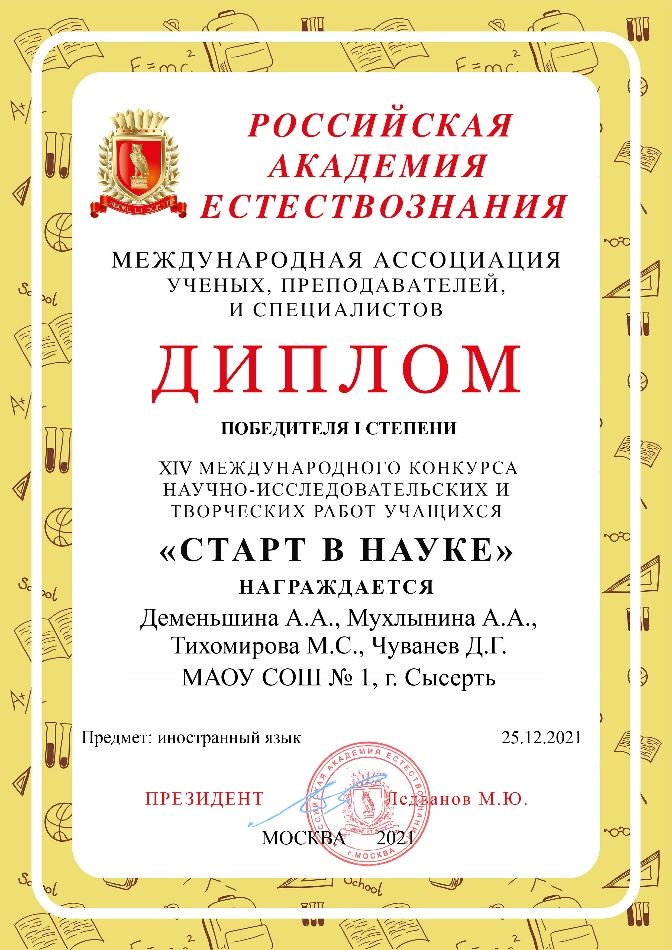 РОССИЙСКАЯ
АКАДЕМИЯ
ЕСТЕСТВОЗНАНИЯ
МЕЖДУНАРОДНАЯ АССОЦИАЦИЯ
УЧЕНЫХ, ПРЕПОДАВАТЕЛЕЙ,
И СПЕЦИАЛИСТОВ
ДИПЛОМ
ПОБЕДИТЕЛЯ I СТЕПЕНИ
XIV МЕЖДУНАРОДНОГО КОНКУРСА
НАУЧНО-ИССЛЕДОВАТЕЛЬСКИХ И
ТВОРЧЕСКИХ РАБОТ УЧАЩИХСЯ
«СТАРТ В НАУКЕ»
НАГРАЖДАЕТСЯ
Деменьшина А.А., Мухлынина А.А.,
Тихомирова М.С., Чуванев Д.Г.
МАОУ СОШ № 1, г. Сысерть
Предмет: иностранный язык 25.12.2021
ПРЕЗИДЕНТ Ледванов М.Ю.
РОССИЙСКАЯ АКАДЕМИЯ ЕСТЕСТВОЗНАНИЯ
г. МОСКВА
МОСКВА 2021